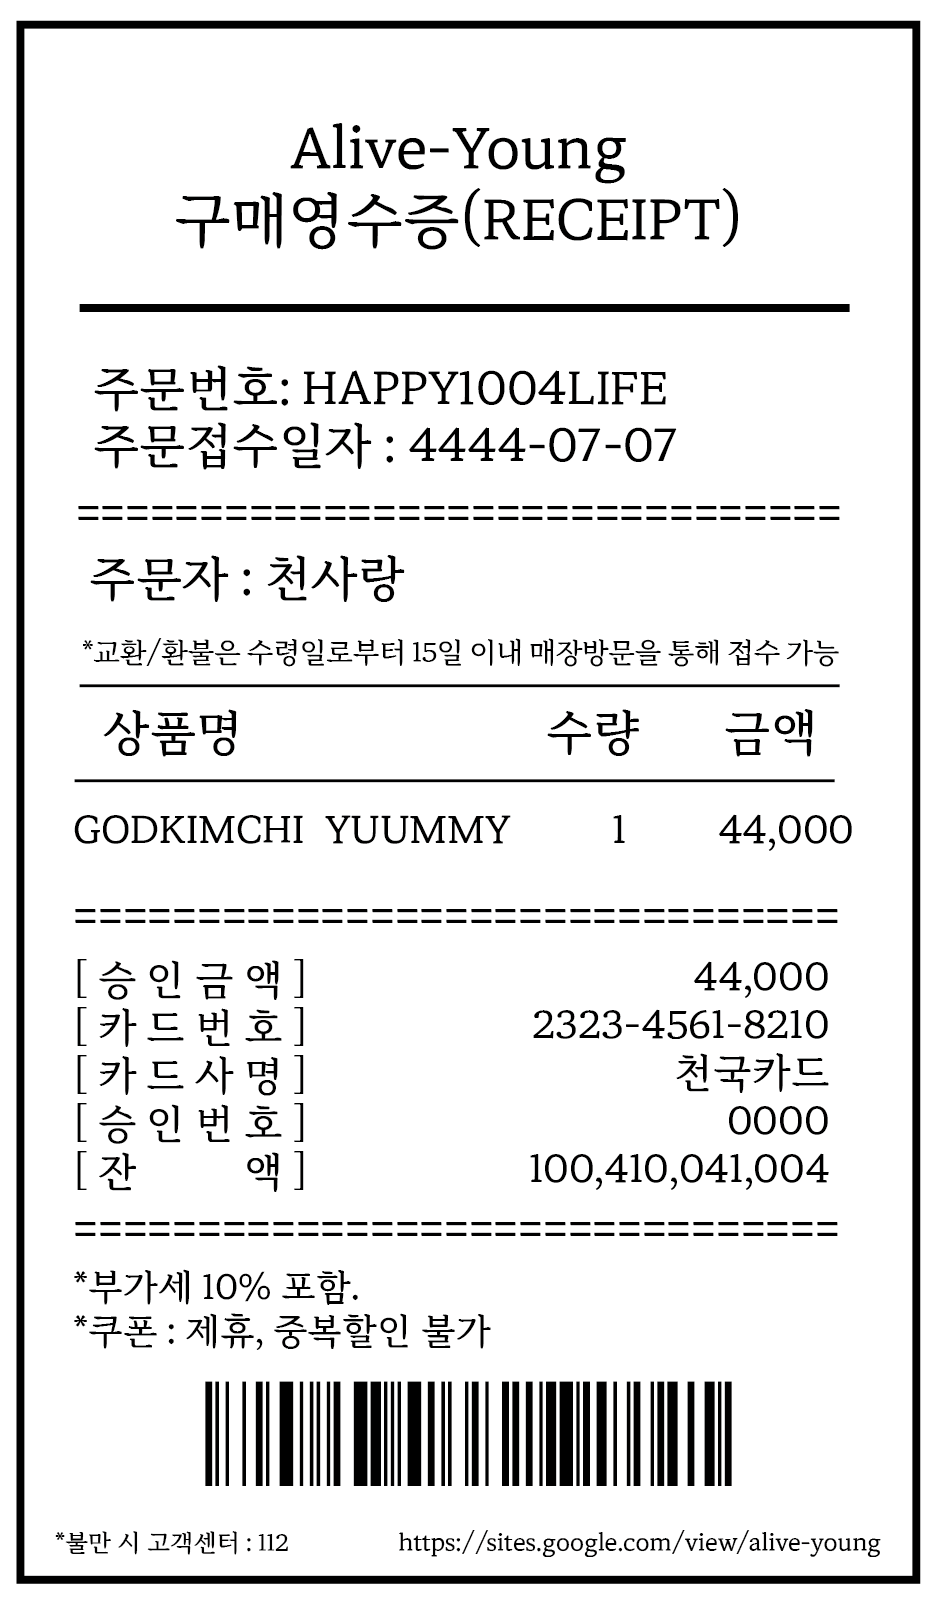 Alive-Young
구매영수증(RECEIPT)
주문번호: HAPPY1004LIFE
주문접수일자 : 4444-07-07
===============================
주문자 : 천사랑
*교환/환불은 수령일로부터 15일 이내 매장방문을 통해 접수 가능
상품명 수량 금액
GODKIMCHI YUUMMY 1 44,000
===============================
[ 승 인 금 액 ] 44,000
[ 카 드 번 호 ] 2323-4561-8210
[ 카 드 사 명 ] 천국카드
[ 승 인 번 호 ] 0000
[ 잔 액 ] 100,410,041,004
===============================
*부가세 10% 포함.
*쿠폰 : 제휴, 중복할인 불가
*불만 시 고객센터 : 112 https://sites.google.com/view/alive-young